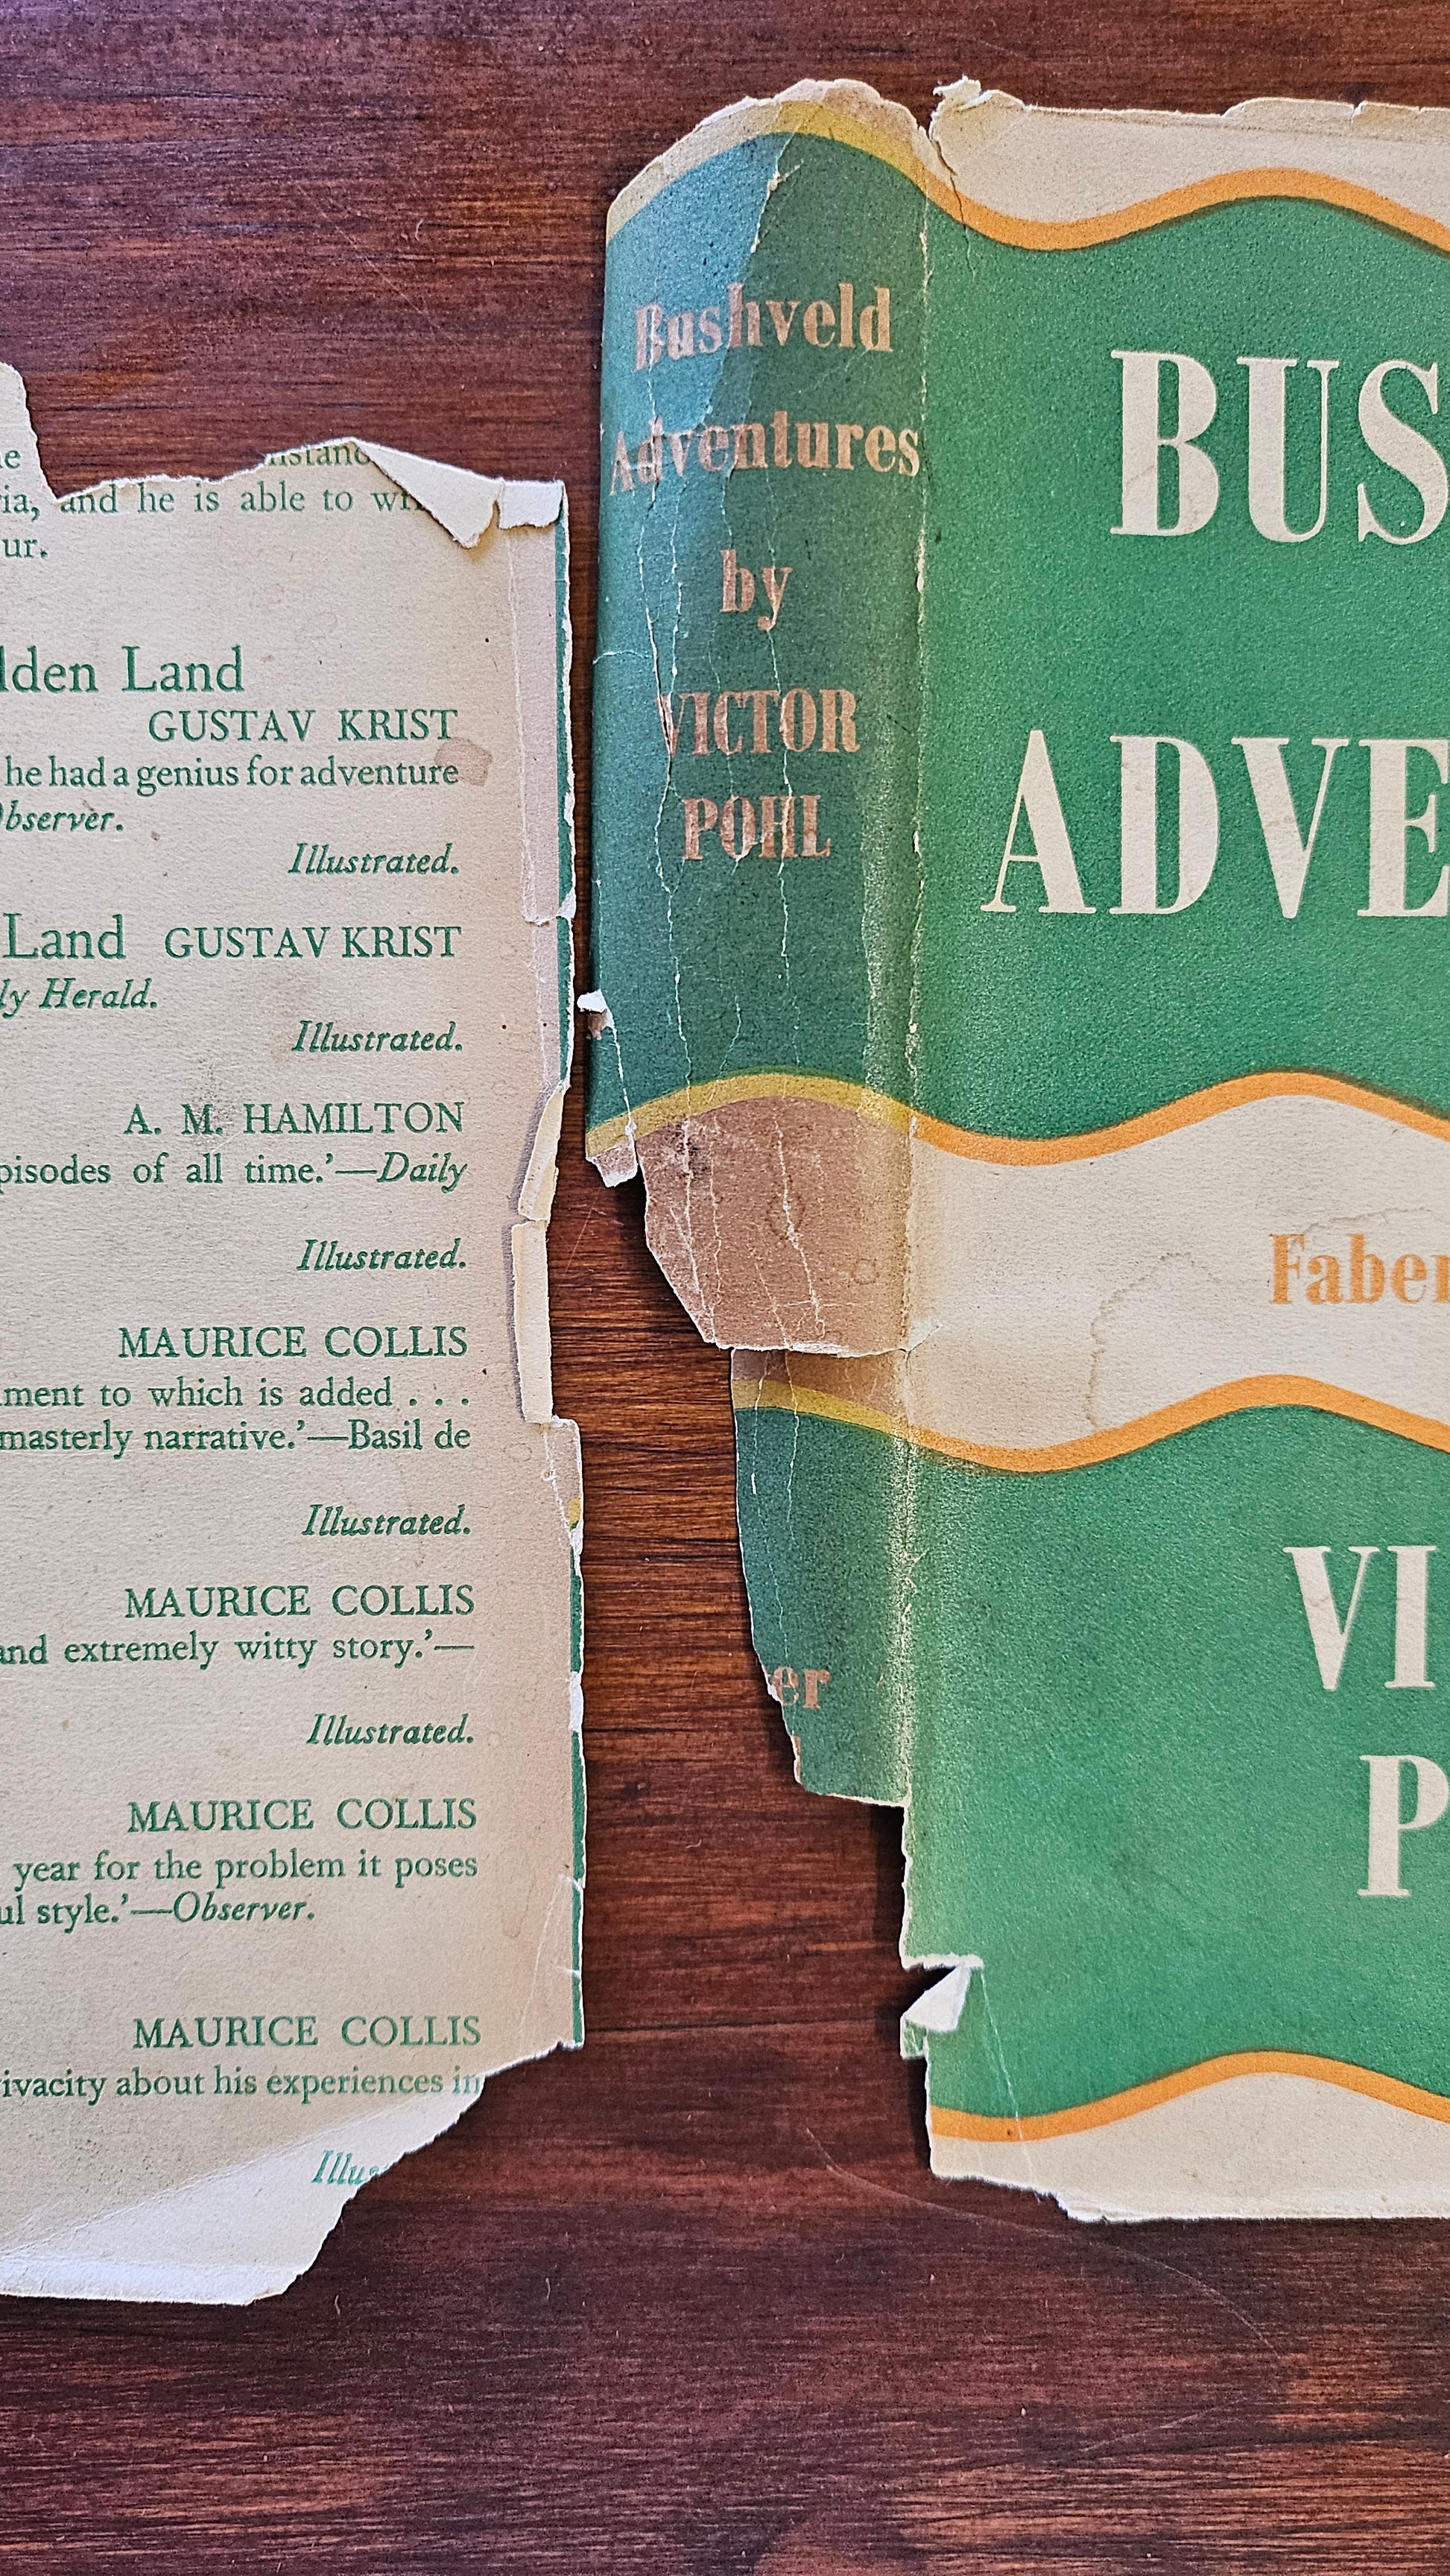 and he is able to
ur.
lden Land
GUSTAV KRIST
he had a genius for adventure
bserver.
Illustrated.
Land GUSTAV KRIST
ly Herald.
Illustrated.
A. M. HAMILTON
pisodes of all time.'—Daily
Illustrated.
MAURICE COLLIS
ment to which is added . . .
masterly narrative.'—Basil de
Illustrated.
MAURICE COLLIS
and extremely witty story.'—
Illustrated.
MAURICE COLLIS
year for the problem it poses
ul style.'—Observer.
MAURICE COLLIS
ivacity about his experiences in
Illus
Bushveld
Adventures
by
VICTOR
POHL
er
BUS
ADVE
Faber
VI
P